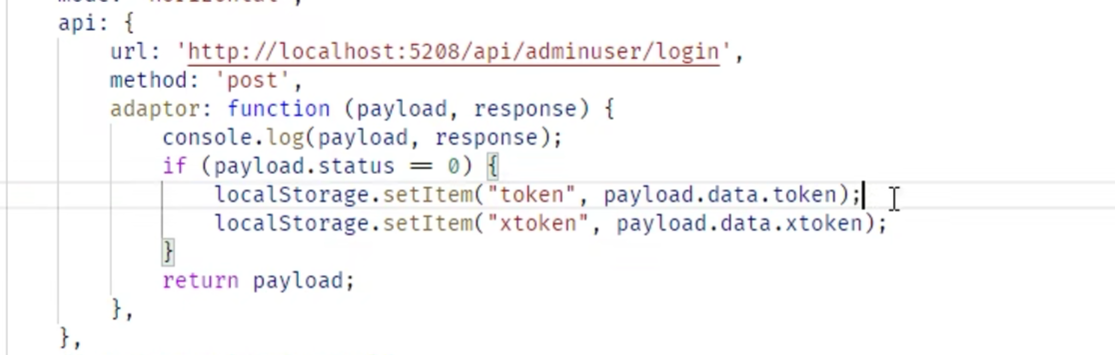 api: {
url: 'http://localhost:5208/api/adminuser/login',
method: 'post',
adaptor: function (payload, response) {
console.log(payload, response);
if (payload.status == 0) {
localStorage.setItem("token", payload.data.token);
localStorage.setItem("xtoken", payload.data.xtoken);
}
return payload;
},
},